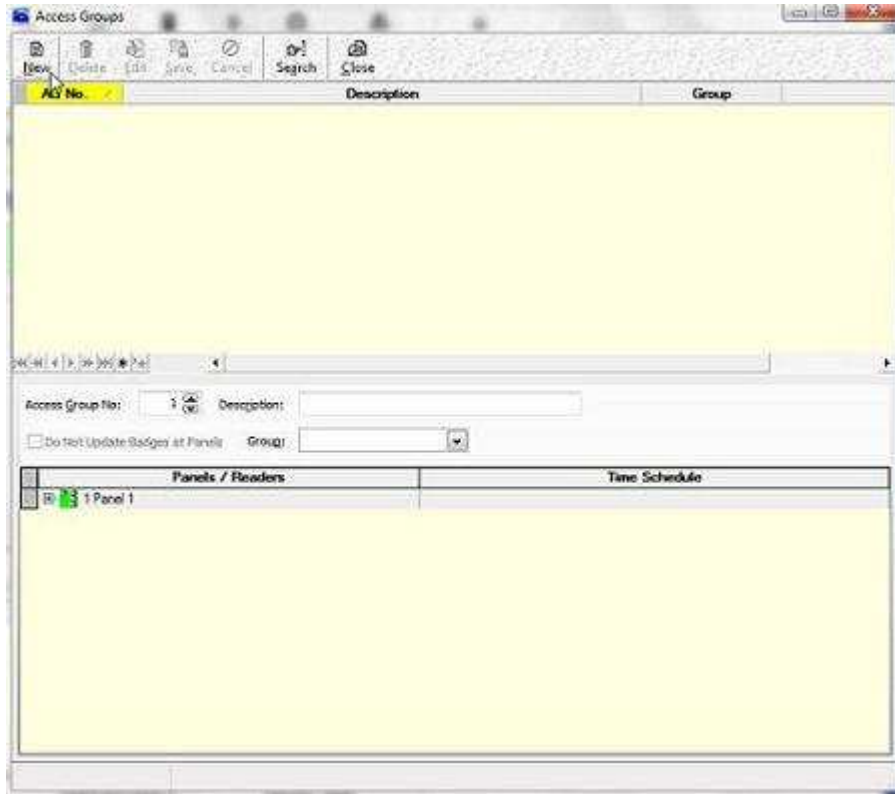 Access Groups
New Delete Edit Save Cancel Search Close
AG No. Description Group
Access Group No: 1 Description:
Do Not Update Badges at Panels Group:
Panels / Readers Time Schedule
1 Panel 1